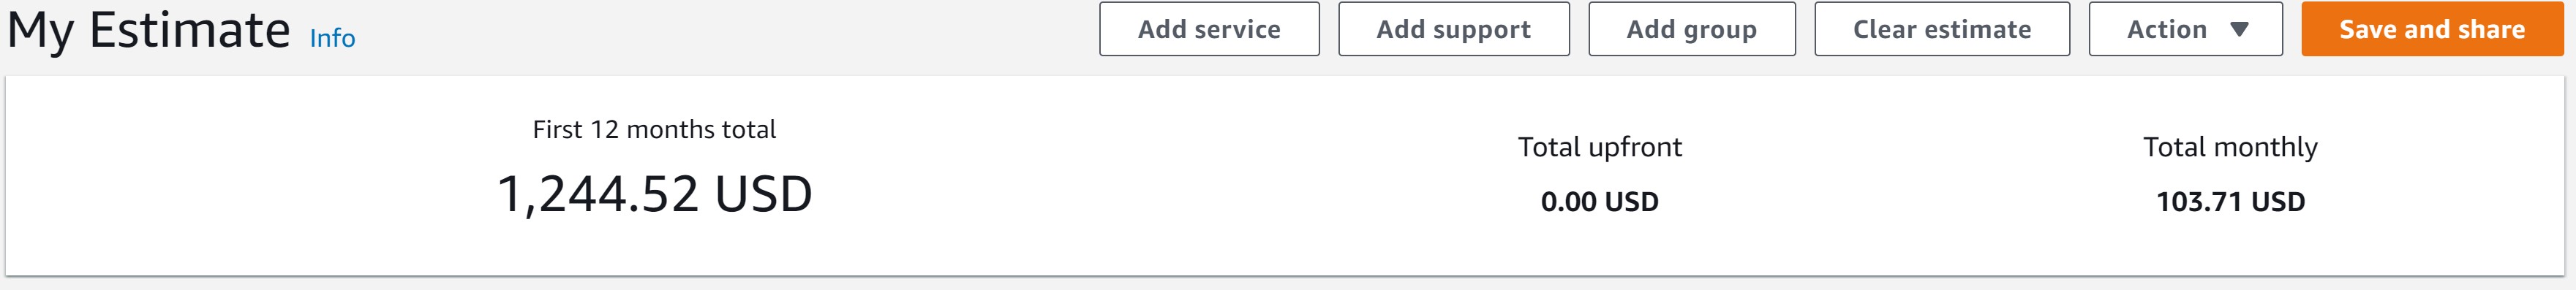 My Estimate Info
Add service
Add support
Add group
Clear estimate
Action
Save and share
First 12 months total
1,244.52 USD
Total upfront
0.00 USD
Total monthly
103.71 USD